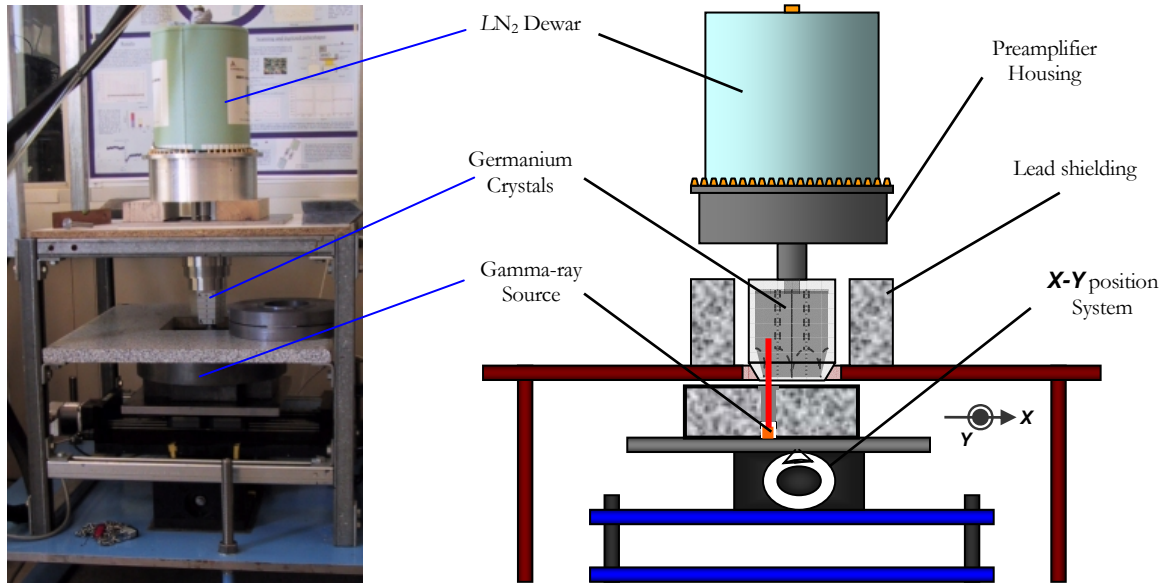 LN₂ Dewar
Preamplifier
Housing
Germanium
Crystals
Lead shielding
Gamma-ray
Source
X-Y position
System
X
Y